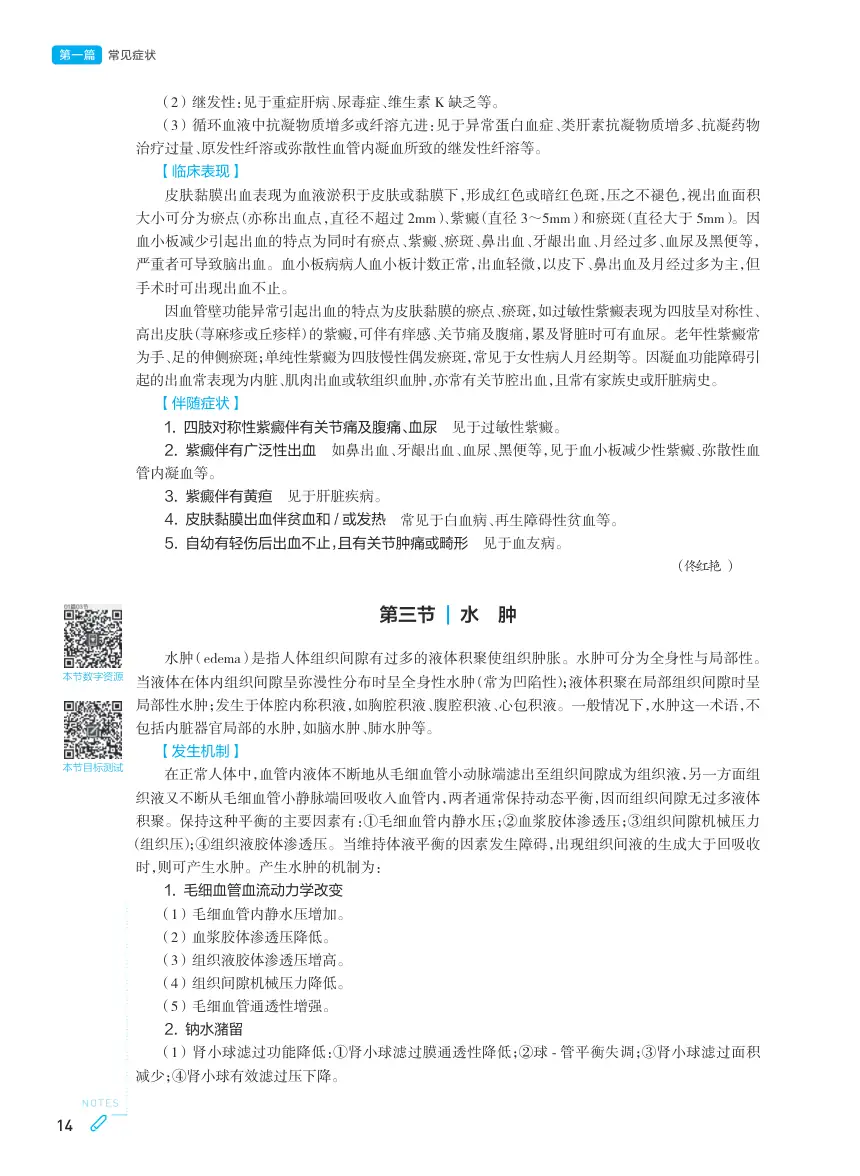 第一篇 常见症状
（2）继发性:见于重症肝病、尿毒症、维生素 K 缺乏等。
（3）循环血液中抗凝物质增多或纤溶亢进:见于异常蛋白血症、类肝素抗凝物质增多、抗凝药物
治疗过量、原发性纤溶或弥散性血管内凝血所致的继发性纤溶等。
【临床表现】
皮肤黏膜出血表现为血液淤积于皮肤或黏膜下,形成红色或暗红色斑,压之不褪色,视出血面积
大小可分为瘀点(亦称出血点,直径不超过 2mm)、紫癜(直径 3～5mm)和瘀斑(直径大于 5mm)。因
血小板减少引起出血的特点为同时有瘀点、紫癜、瘀斑、鼻出血、牙龈出血、月经过多、血尿及黑便等,
严重者可导致脑出血。血小板病病人血小板计数正常,出血轻微,以皮下、鼻出血及月经过多为主,但
手术时可出现出血不止。
因血管壁功能异常引起出血的特点为皮肤黏膜的瘀点、瘀斑,如过敏性紫癜表现为四肢呈对称性、
高出皮肤(荨麻疹或丘疹样)的紫癜,可伴有痒感、关节痛及腹痛,累及肾脏时可有血尿。老年性紫癜常
为手、足的伸侧瘀斑;单纯性紫癜为四肢慢性偶发瘀斑,常见于女性病人月经期等。因凝血功能障碍引
起的出血常表现为内脏、肌肉出血或软组织血肿,亦常有关节腔出血,且常有家族史或肝脏病史。
【伴随症状】
1. 四肢对称性紫癜伴有关节痛及腹痛、血尿 见于过敏性紫癜。
2. 紫癜伴有广泛性出血 如鼻出血、牙龈出血、血尿、黑便等,见于血小板减少性紫癜、弥散性血
管内凝血等。
3. 紫癜伴有黄疸 见于肝脏疾病。
4. 皮肤黏膜出血伴贫血和 / 或发热 常见于白血病、再生障碍性贫血等。
5. 自幼有轻伤后出血不止,且有关节肿痛或畸形 见于血友病。
（佟红艳 ）
第三节 | 水 肿
本节数字资源
本节目标测试
水肿(edema)是指人体组织间隙有过多的液体积聚使组织肿胀。水肿可分为全身性与局部性。
当液体在体内组织间隙呈弥漫性分布时呈全身性水肿(常为凹陷性);液体积聚在局部组织间隙时呈
局部性水肿;发生于体腔内称积液,如胸腔积液、腹腔积液、心包积液。一般情况下,水肿这一术语,不
包括内脏器官局部的水肿,如脑水肿、肺水肿等。
【发生机制】
在正常人体中,血管内液体不断地从毛细血管小动脉端滤出至组织间隙成为组织液,另一方面组
织液又不断从毛细血管小静脉端回吸收入血管内,两者通常保持动态平衡,因而组织间隙无过多液体
积聚。保持这种平衡的主要因素有:①毛细血管内静水压;②血浆胶体渗透压;③组织间隙机械压力
(组织压);④组织液胶体渗透压。当维持体液平衡的因素发生障碍,出现组织间液的生成大于回吸收
时,则可产生水肿。产生水肿的机制为:
1. 毛细血管血流动力学改变
（1）毛细血管内静水压增加。
（2）血浆胶体渗透压降低。
（3）组织液胶体渗透压增高。
（4）组织间隙机械压力降低。
（5）毛细血管通透性增强。
2. 钠水潴留
（1）肾小球滤过功能降低:①肾小球滤过膜通透性降低;②球 - 管平衡失调;③肾小球滤过面积
减少;④肾小球有效滤过压下降。
NOTES
14